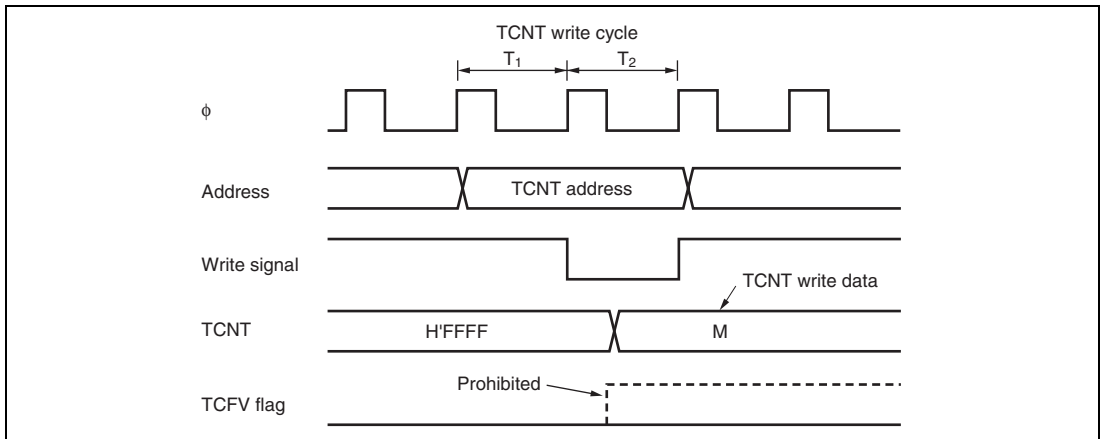 TCNT write cycle
T1 T2
ϕ
Address TCNT address
Write signal
TCNT write data
TCNT H'FFFF M
Prohibited
TCFV flag